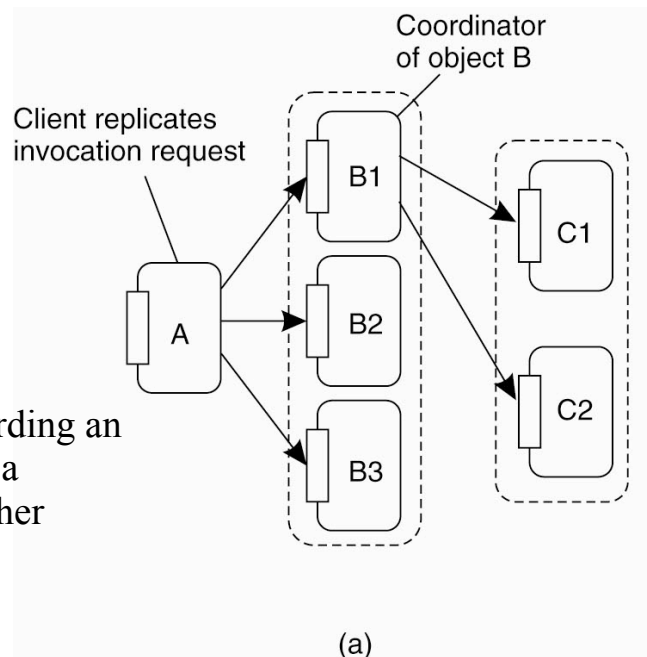 Coordinator
of object B
Client replicates
invocation request
B1
C1
A
B2
C2
B3
a
(a)